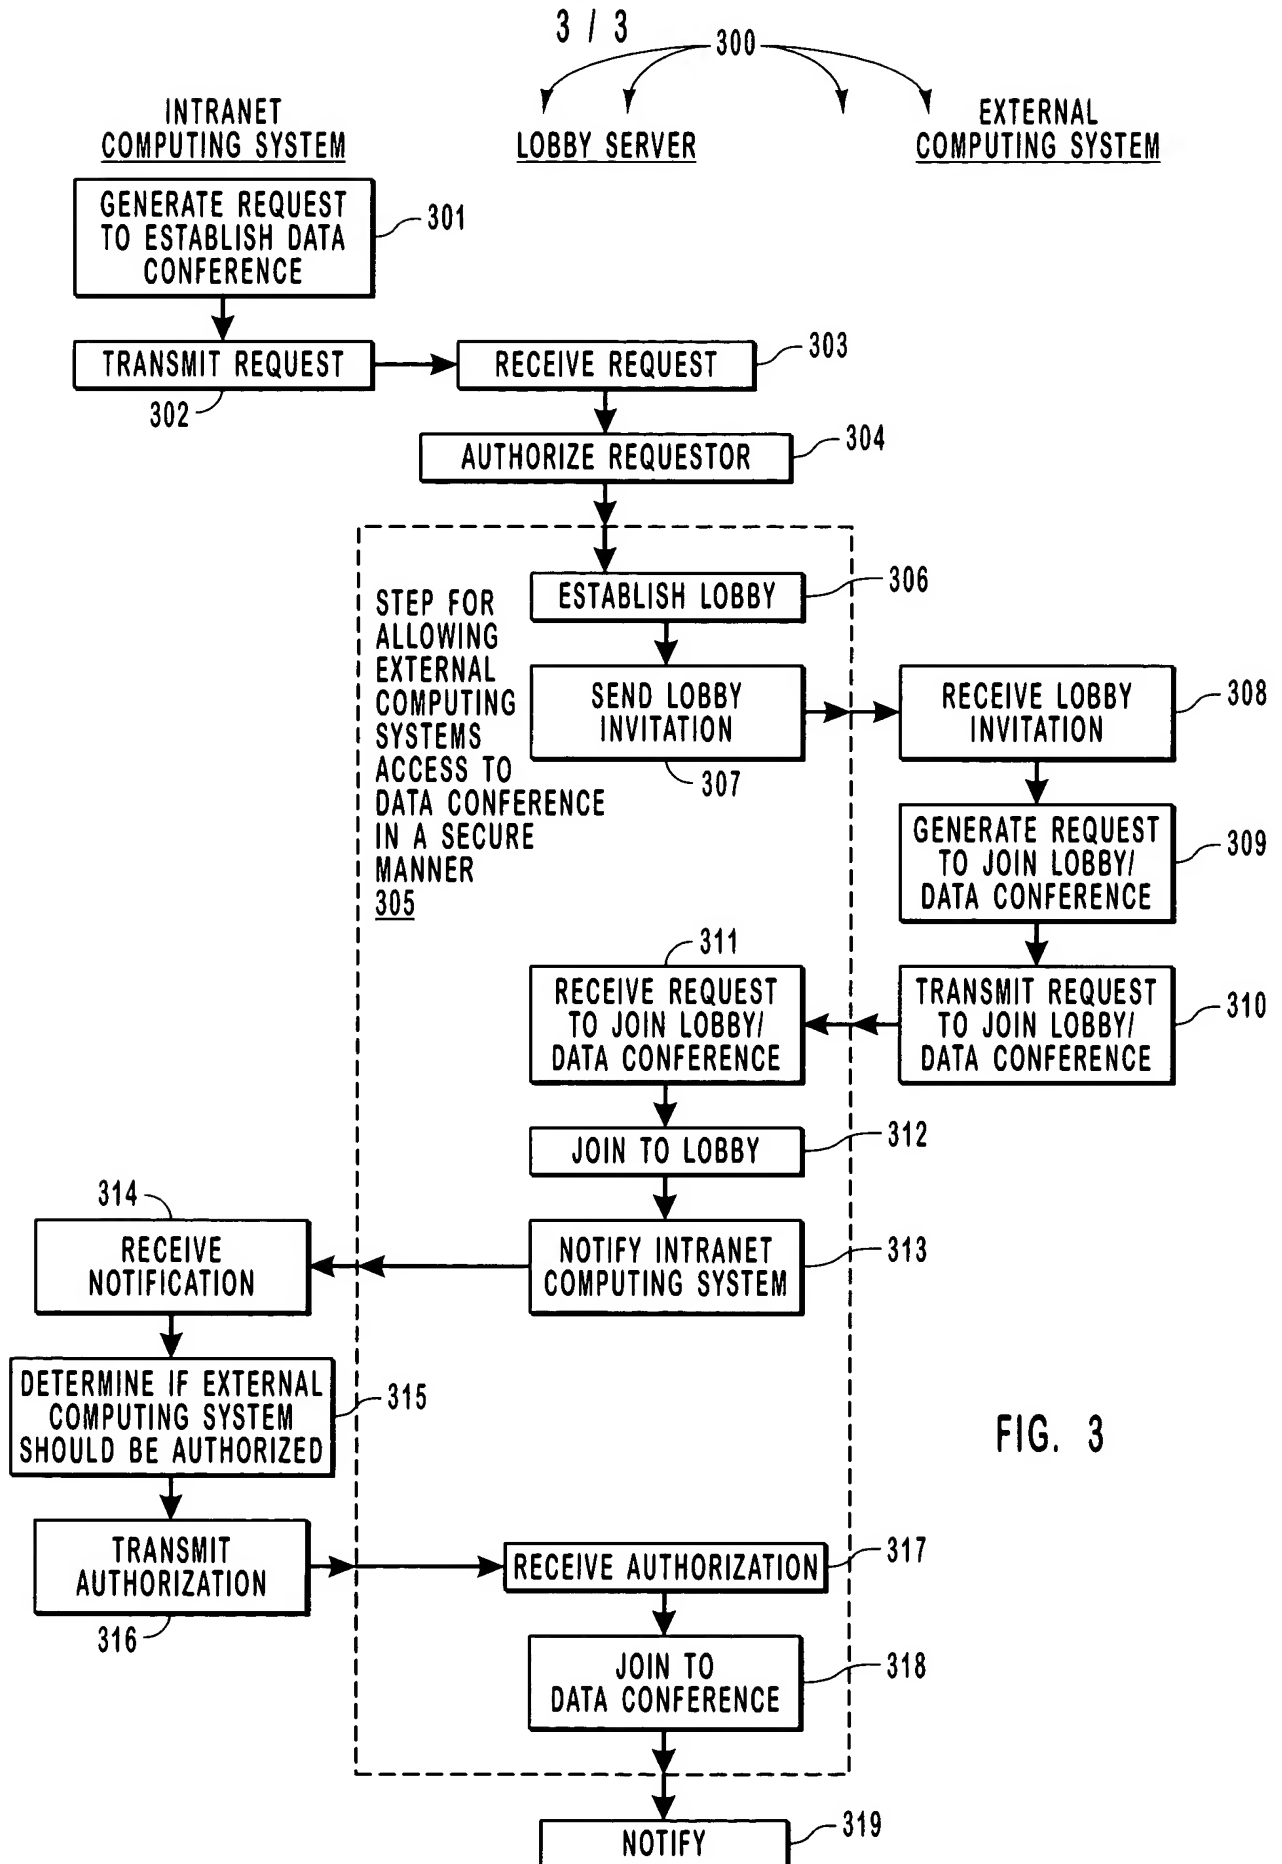 3 / 3
300
INTRANET
COMPUTING SYSTEM
LOBBY SERVER
EXTERNAL
COMPUTING SYSTEM
GENERATE REQUEST
TO ESTABLISH DATA
CONFERENCE
301
TRANSMIT REQUEST
302
RECEIVE REQUEST
303
AUTHORIZE REQUESTOR
304
STEP FOR
ALLOWING
EXTERNAL
COMPUTING
SYSTEMS
ACCESS TO
DATA CONFERENCE
IN A SECURE
MANNER
305
ESTABLISH LOBBY
306
SEND LOBBY
INVITATION
307
RECEIVE LOBBY
INVITATION
308
GENERATE REQUEST
TO JOIN LOBBY/
DATA CONFERENCE
309
TRANSMIT REQUEST
TO JOIN LOBBY/
DATA CONFERENCE
310
311
RECEIVE REQUEST
TO JOIN LOBBY/
DATA CONFERENCE
JOIN TO LOBBY
312
NOTIFY INTRANET
COMPUTING SYSTEM
313
314
RECEIVE
NOTIFICATION
DETERMINE IF EXTERNAL
COMPUTING SYSTEM
SHOULD BE AUTHORIZED
315
TRANSMIT
AUTHORIZATION
316
RECEIVE AUTHORIZATION
317
JOIN TO
DATA CONFERENCE
318
NOTIFY
319
FIG. 3